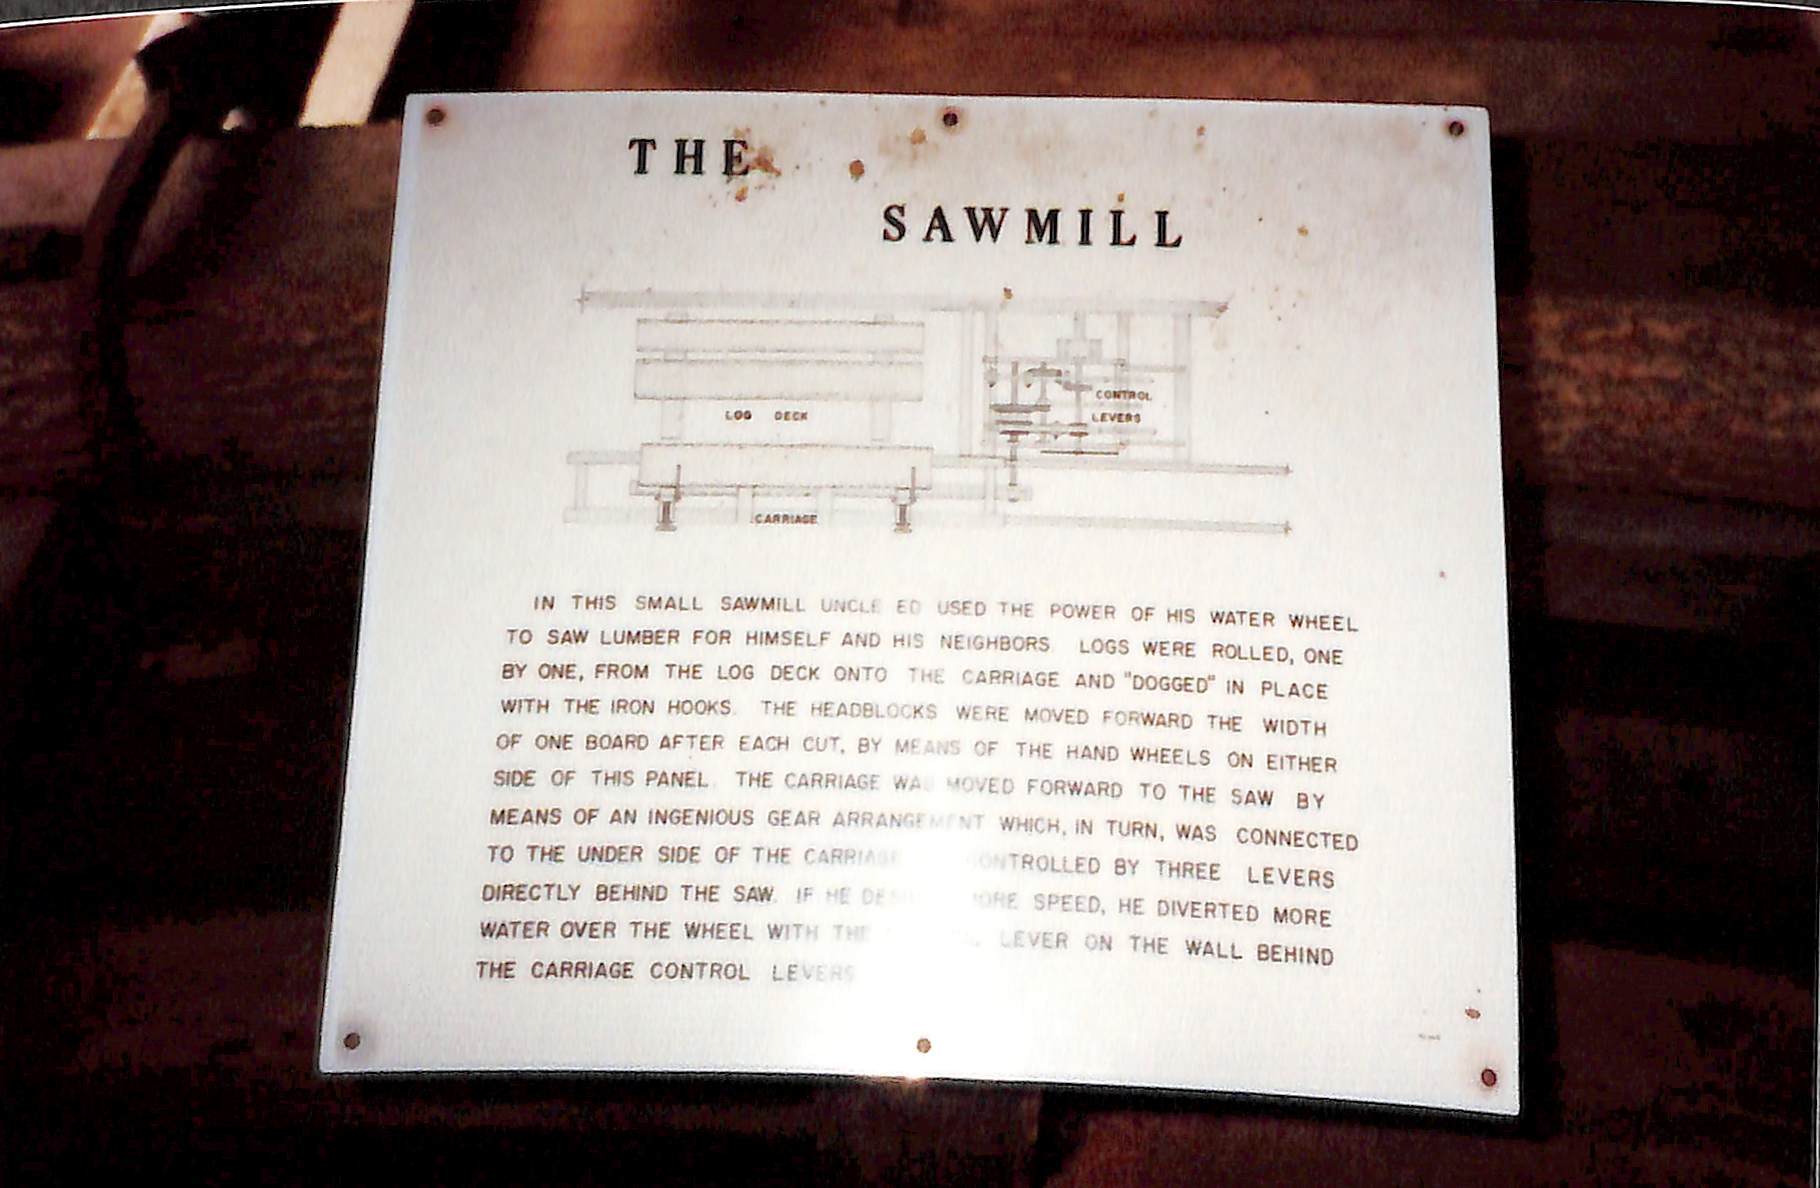 THE
SAWMILL
CONTROL
LEVERS
LOG DECK
CARRIAGE
IN THIS SMALL SAWMILL UNCLE ED USED THE POWER OF HIS WATER WHEEL
TO SAW LUMBER FOR HIMSELF AND HIS NEIGHBORS. LOGS WERE ROLLED, ONE
BY ONE, FROM THE LOG DECK ONTO THE CARRIAGE AND "DOGGED" IN PLACE
WITH THE IRON HOOKS. THE HEADBLOCKS WERE MOVED FORWARD THE WIDTH
OF ONE BOARD AFTER EACH CUT, BY MEANS OF THE HAND WHEELS ON EITHER
SIDE OF THIS PANEL. THE CARRIAGE WAS MOVED FORWARD TO THE SAW BY
MEANS OF AN INGENIOUS GEAR ARRANGEMENT WHICH, IN TURN, WAS CONNECTED
TO THE UNDER SIDE OF THE CARRIAGE CONTROLLED BY THREE LEVERS
DIRECTLY BEHIND THE SAW. IF HE MORE SPEED, HE DIVERTED MORE
WATER OVER THE WHEEL WITH THE LEVER ON THE WALL BEHIND
THE CARRIAGE CONTROL LEVERS